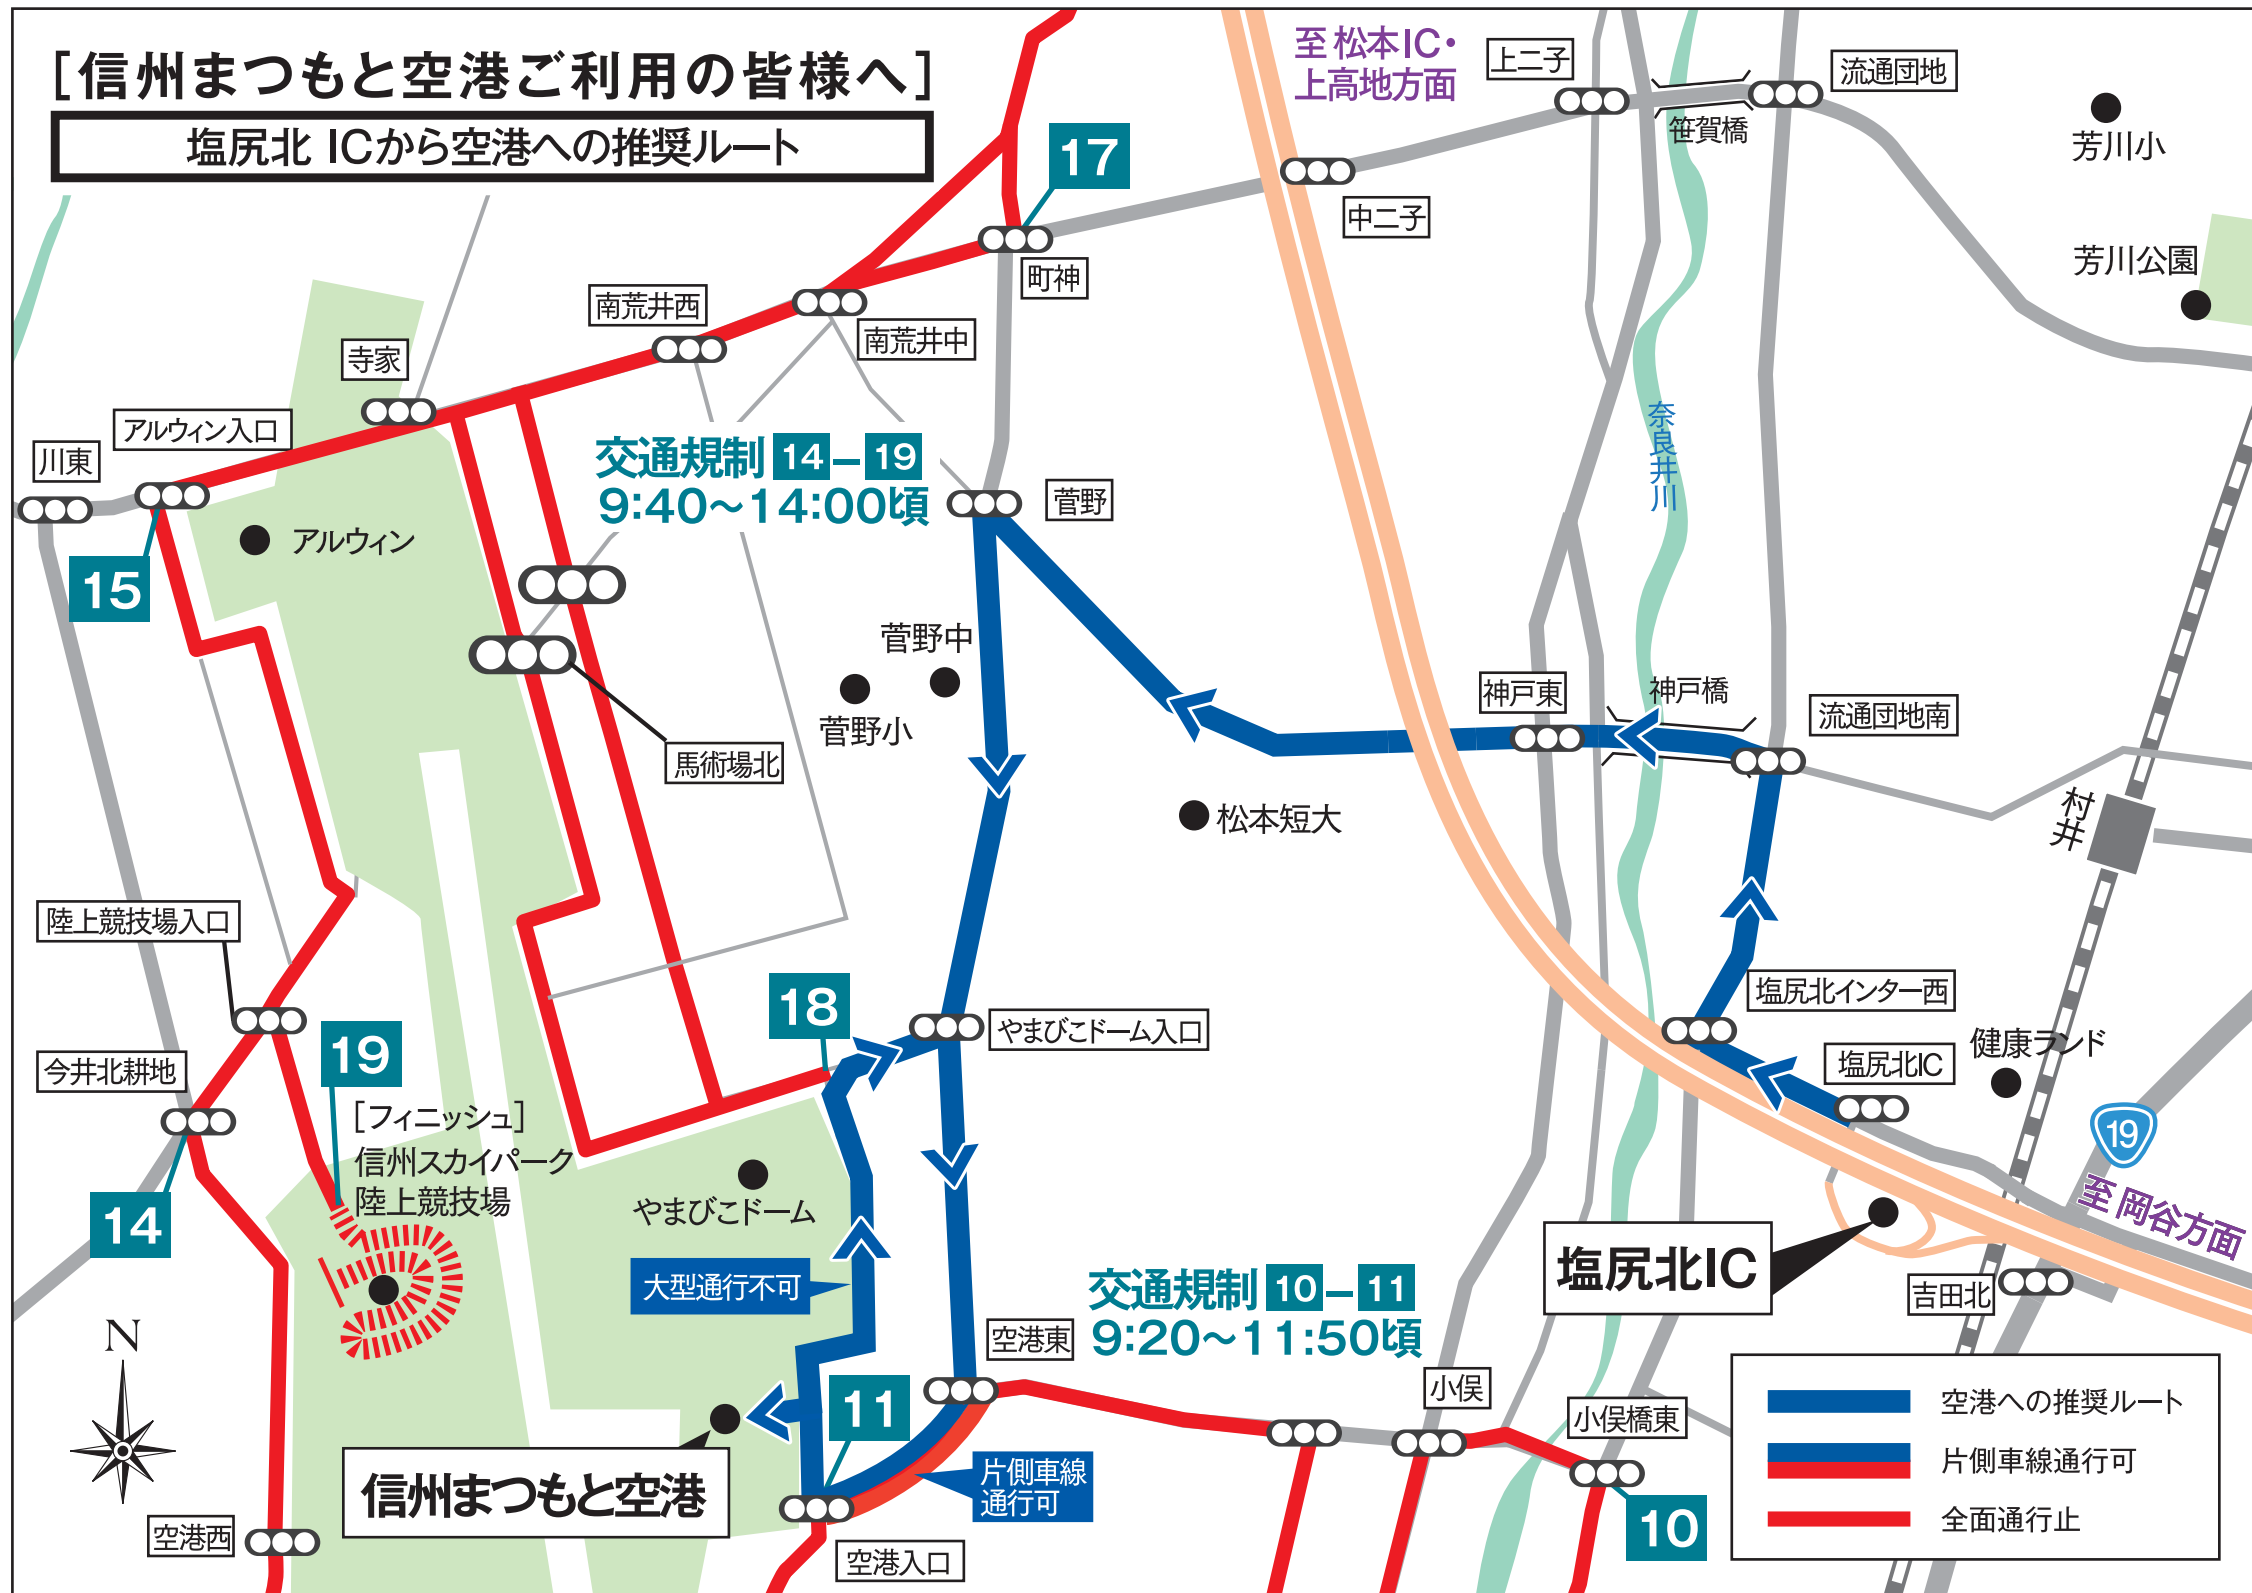 [信州まつもと空港ご利用の皆様へ]
塩尻北 ICから空港への推奨ルート
至 松本IC・
上高地方面
上二子
流通団地
笹賀橋
芳川小
17
中二子
町神
芳川公園
南荒井西
南荒井中
寺家
アルウィン入口
川東
交通規制 14–19
9:40〜14:00頃
菅野
奈良井川
アルウィン
15
菅野中
菅野小
神戸東
神戸橋
流通団地南
馬術場北
松本短大
村井
陸上競技場入口
18
やまびこドーム入口
塩尻北インター西
19
今井北耕地
健康ランド
塩尻北IC
[フィニッシュ]
信州スカイパーク
陸上競技場
19
14
やまびこドーム
至 岡谷方面
塩尻北IC
大型通行不可
交通規制 10–11
9:20〜11:50頃
吉田北
N
空港東
小俣
小俣橋東
11
空港への推奨ルート
片側車線通行可
全面通行止
片側車線
通行可
信州まつもと空港
10
空港西
空港入口